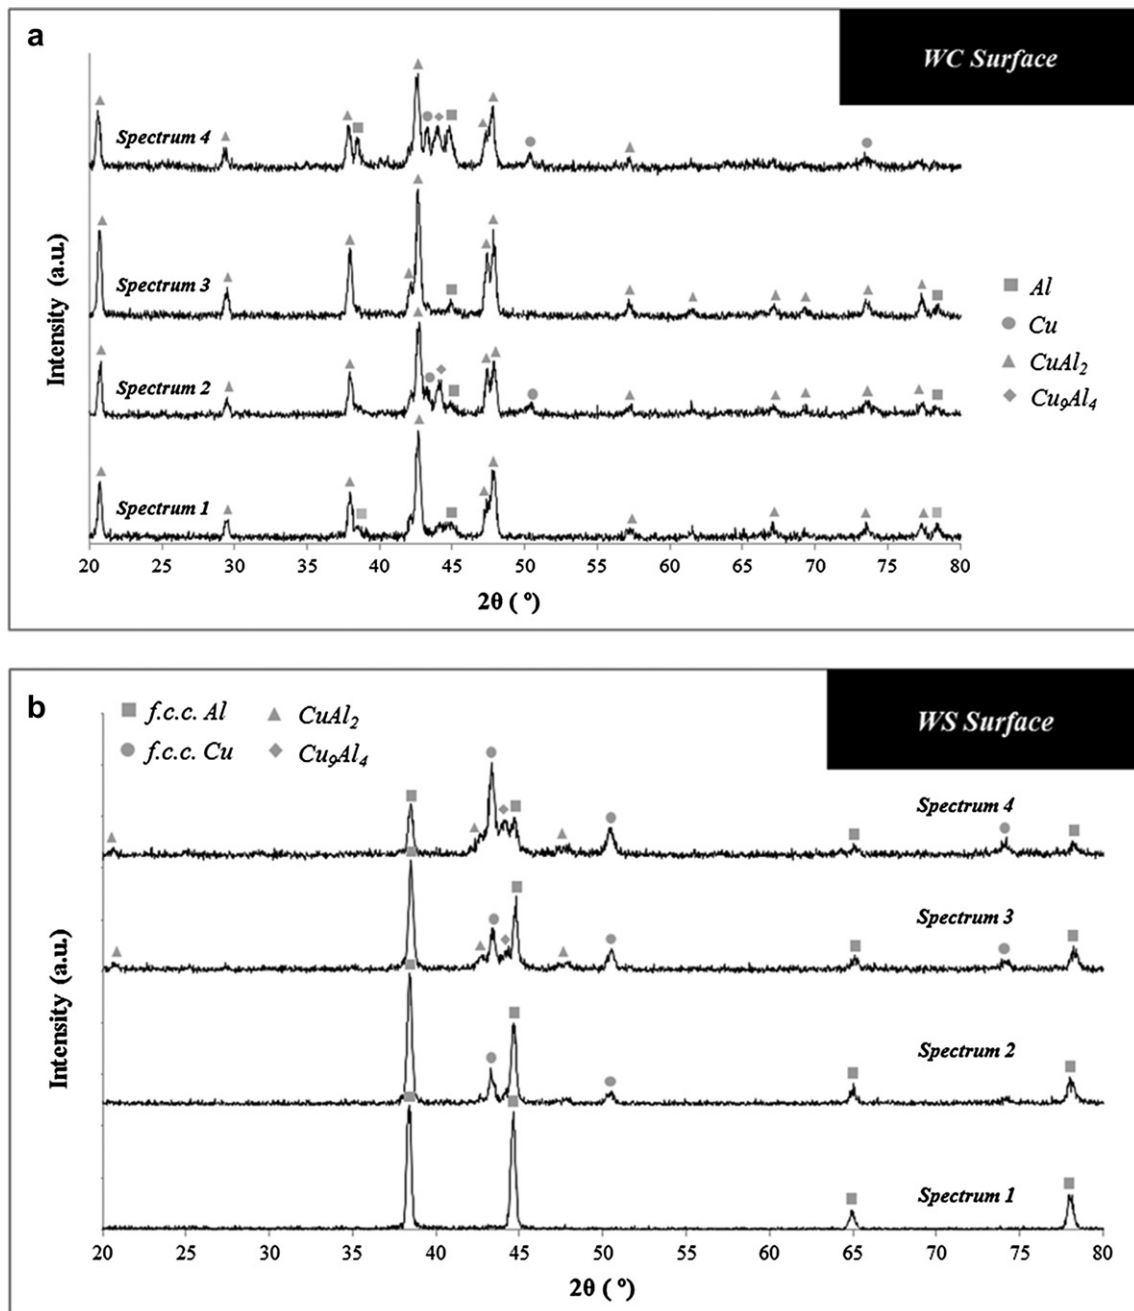 a
WC Surface
Spectrum 4
Spectrum 3
Spectrum 2
Spectrum 1
Intensity (a.u.)
Al
Cu
CuAl₂
Cu₉Al₄
20 30 40 45 50 55 60 65 70 75 80
2θ ( º)
b
WS Surface
f.c.c. Al
CuAl₂
f.c.c. Cu
Cu₉Al₄
Spectrum 4
Spectrum 3
Spectrum 2
Spectrum 1
Intensity (a.u.)
20 25 30 35 40 45 50 55 60 65 70 75 80
2θ ( º)